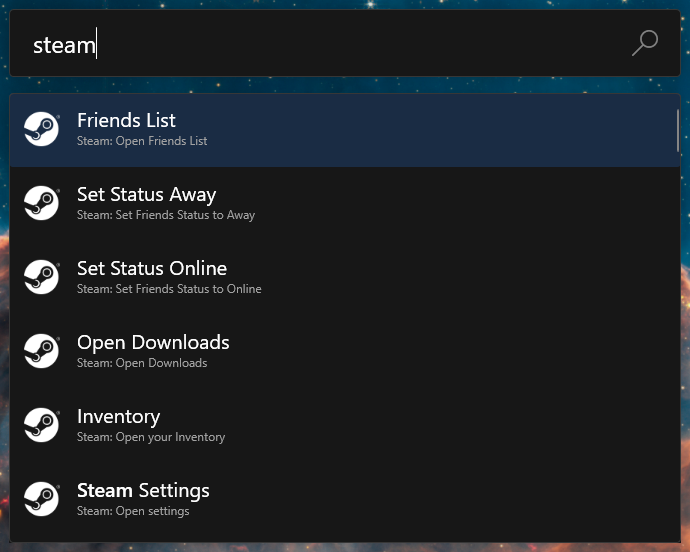 steam
Friends List
Steam: Open Friends List
Set Status Away
Steam: Set Friends Status to Away
Set Status Online
Steam: Set Friends Status to Online
Open Downloads
Steam: Open Downloads
Inventory
Steam: Open your Inventory
Steam Settings
Steam: Open settings